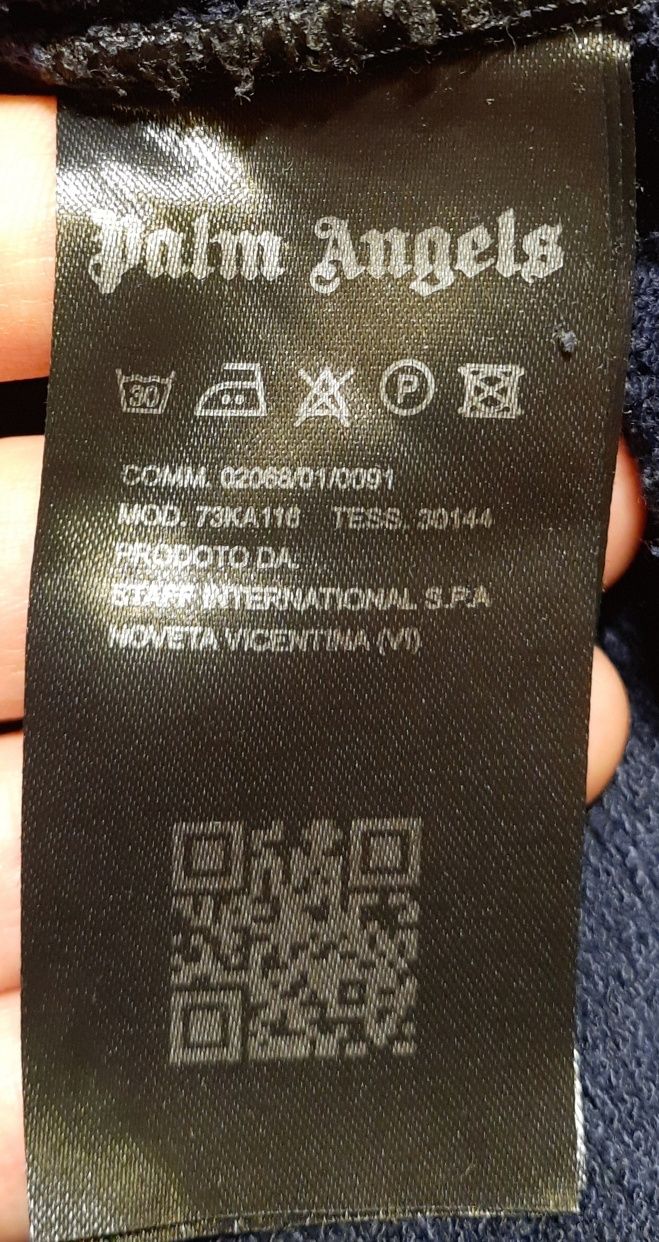 Palm Angels
30 P
COMM. 02068/01/0091
MOD. 73KA116 TESS. 30144
PRODOTO DA.
STAFF INTERNATIONAL S.P.A
NOVETA VICENTINA (VI)